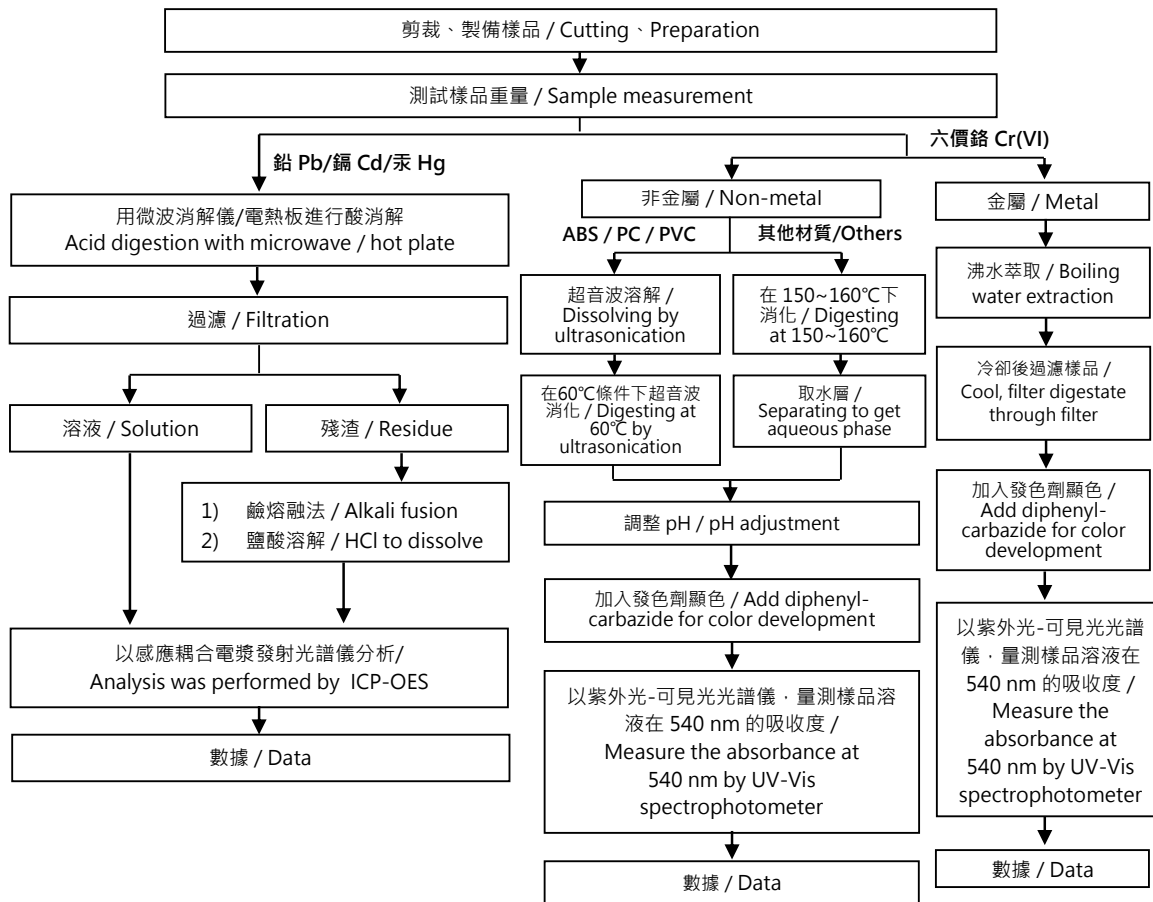 剪裁、製備樣品 / Cutting、Preparation
測試樣品重量 / Sample measurement
鉛 Pb/鎘 Cd/汞 Hg
六價鉻 Cr(VI)
用微波消解儀/電熱板進行酸消解
Acid digestion with microwave / hot plate
過濾 / Filtration
溶液 / Solution
殘渣 / Residue
1) 鹼熔融法 / Alkali fusion
2) 鹽酸溶解 / HCl to dissolve
以感應耦合電漿發射光譜儀分析/
Analysis was performed by ICP-OES
數據 / Data
非金屬 / Non-metal
ABS / PC / PVC
其他材質/Others
超音波溶解 /
Dissolving by
ultrasonication
在60℃條件下超音波
消化 / Digesting at
60℃ by
ultrasonication
在 150~160℃下
消化 / Digesting
at 150~160℃
取水層 /
Separating to get
aqueous phase
調整 pH / pH adjustment
加入發色劑顯色 / Add diphenyl-
carbazide for color development
以紫外光-可見光光譜儀，量測樣品溶
液在 540 nm 的吸收度 /
Measure the absorbance at
540 nm by UV-Vis
spectrophotometer
數據 / Data
金屬 / Metal
沸水萃取 / Boiling
water extraction
冷卻後過濾樣品 /
Cool, filter digestate
through filter
加入發色劑顯色 /
Add diphenyl-
carbazide for color
development
以紫外光-可見光光譜
儀，量測樣品溶液在
540 nm 的吸收度 /
Measure the
absorbance at
540 nm by UV-Vis
spectrophotometer
數據 / Data